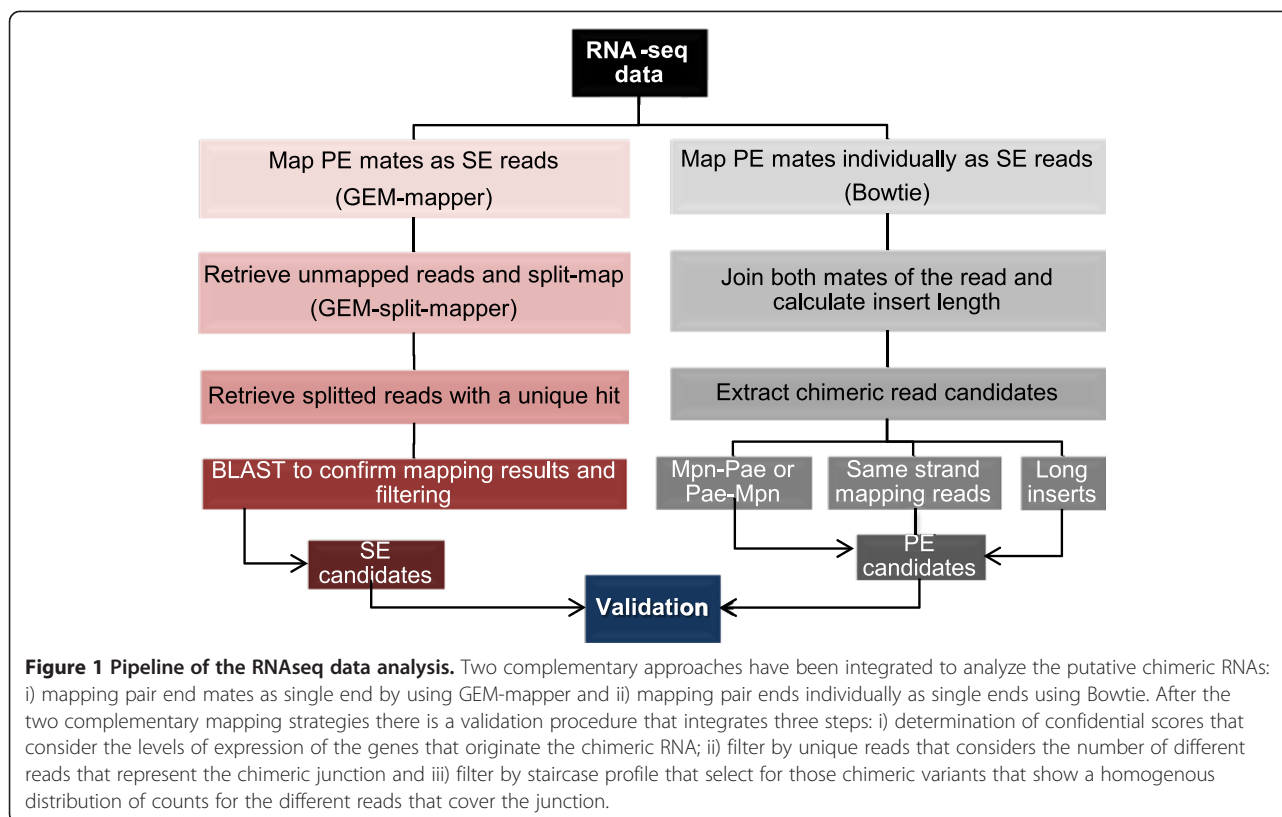 RNA-seq
data
Map PE mates as SE reads
(GEM-mapper)
Map PE mates individually as SE reads
(Bowtie)
Retrieve unmapped reads and split-map
(GEM-split-mapper)
Join both mates of the read and
calculate insert length
Retrieve splitted reads with a unique hit
Extract chimeric read candidates
BLAST to confirm mapping results and
filtering
Mpn-Pae or
Pae-Mpn
Same strand
mapping reads
Long
inserts
SE
candidates
PE
candidates
Validation
Figure 1 Pipeline of the RNAseq data analysis. Two complementary approaches have been integrated to analyze the putative chimeric RNAs:
i) mapping pair end mates as single end by using GEM-mapper and ii) mapping pair ends individually as single ends using Bowtie. After the
two complementary mapping strategies there is a validation procedure that integrates three steps: i) determination of confidential scores that
consider the levels of expression of the genes that originate the chimeric RNA; ii) filter by unique reads that considers the number of different
reads that represent the chimeric junction and iii) filter by staircase profile that select for those chimeric variants that show a homogenous
distribution of counts for the different reads that cover the junction.